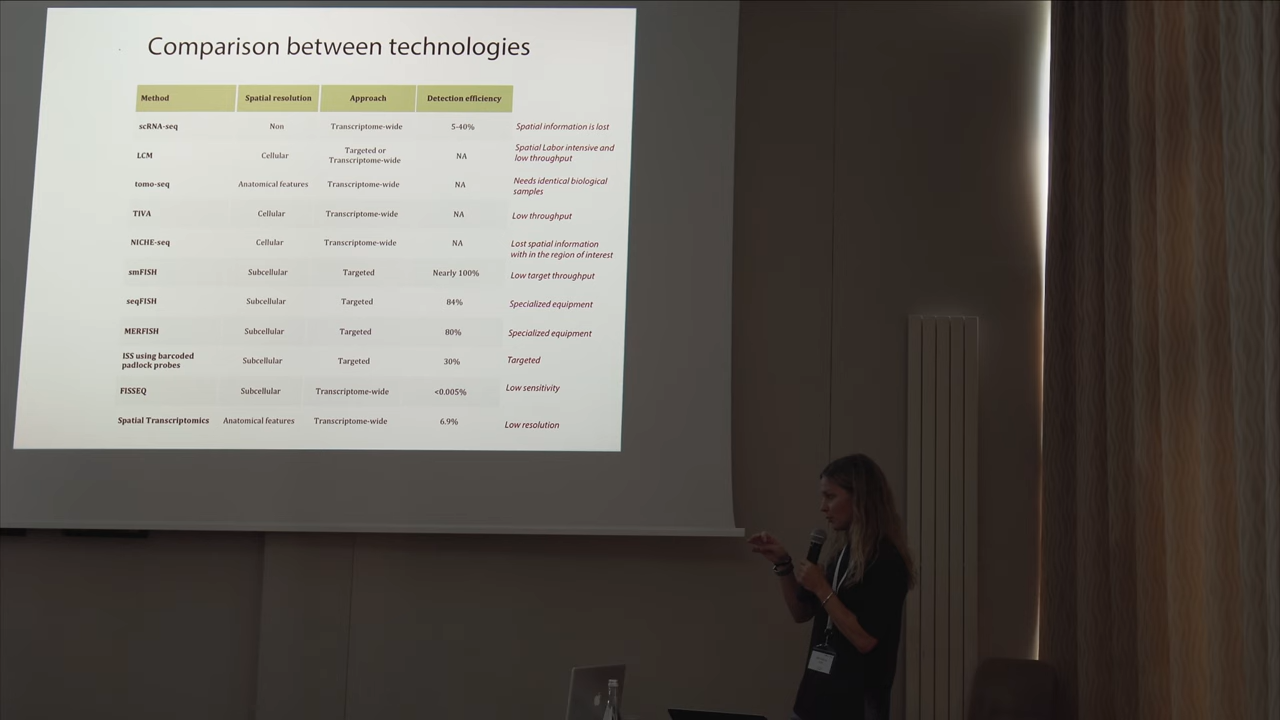 Comparison between technologies
Method Spatial resolution Approach Detection efficiency
scRNA-seq Non Transcriptome-wide 5-40% Spatial information is lost
LCM Cellular Targeted or Transcriptome-wide NA Spatial Labor intensive and low throughput
tomo-seq Anatomical features Transcriptome-wide NA Needs identical biological samples
TIVA Cellular Transcriptome-wide NA Low throughput
NICHE-seq Cellular Transcriptome-wide NA Lost spatial information with in the region of interest
smFISH Subcellular Targeted Nearly 100% Low target throughput
seqFISH Subcellular Targeted 84% Specialized equipment
MERFISH Subcellular Targeted 80% Specialized equipment
ISS using barcoded padlock probes Subcellular Targeted 30% Targeted
FISSEQ Subcellular Transcriptome-wide <0.005% Low sensitivity
Spatial Transcriptomics Anatomical features Transcriptome-wide 6.9% Low resolution